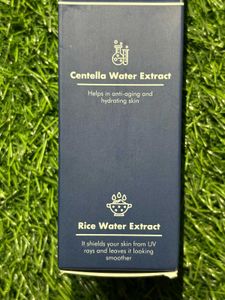 Centella Water Extract
Helps in anti-aging and
hydrating skin
Rice Water Extract
It shields your skin from UV
rays and leaves it looking
smoother